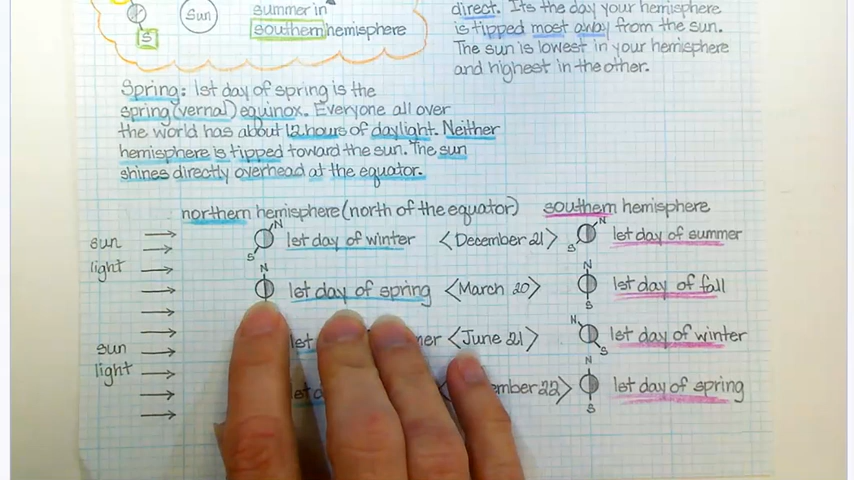 Sun
S
summer in
southern hemisphere
direct. Its the day your hemisphere
is tipped most away from the sun.
The sun is lowest in your hemisphere
and highest in the other.
Spring: 1st day of spring is the
spring (vernal) equinox. Everyone all over
the world has about 12 hours of daylight. Neither
hemisphere is tipped toward the sun. The sun
shines directly overhead at the equator.
northern hemisphere (north of the equator) southern hemisphere
sun
light
N
S
1st day of winter <December 21>
N
S
1st day of summer
N
1st day of spring <March 20>
N
S
1st day of fall
<June 21>
N
S
1st day of winter
22>
N
S
1st day of spring
sun
light